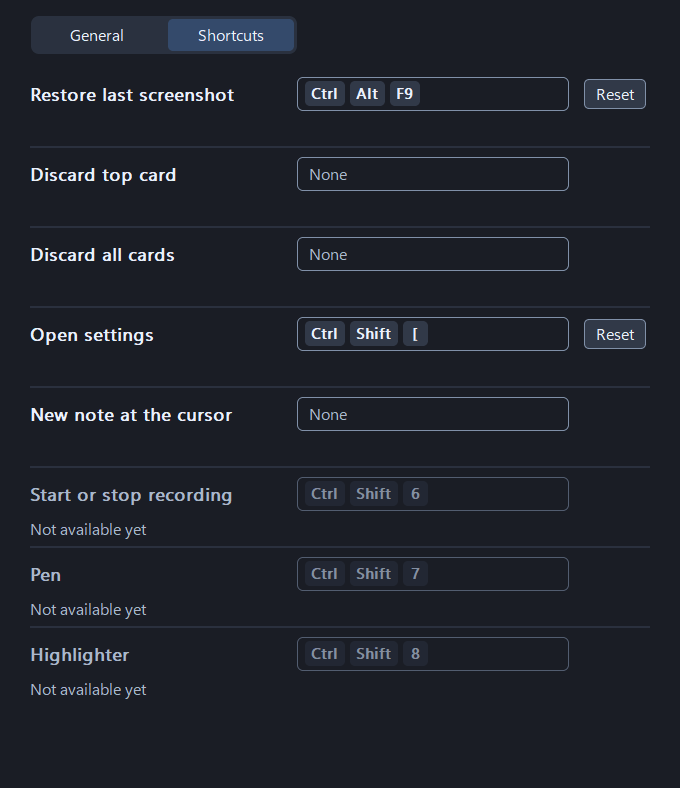 General Shortcuts
Restore last screenshot Ctrl Alt F9 Reset
Discard top card None
Discard all cards None
Open settings Ctrl Shift [ Reset
New note at the cursor None
Start or stop recording Ctrl Shift 6
Not available yet
Pen Ctrl Shift 7
Not available yet
Highlighter Ctrl Shift 8
Not available yet